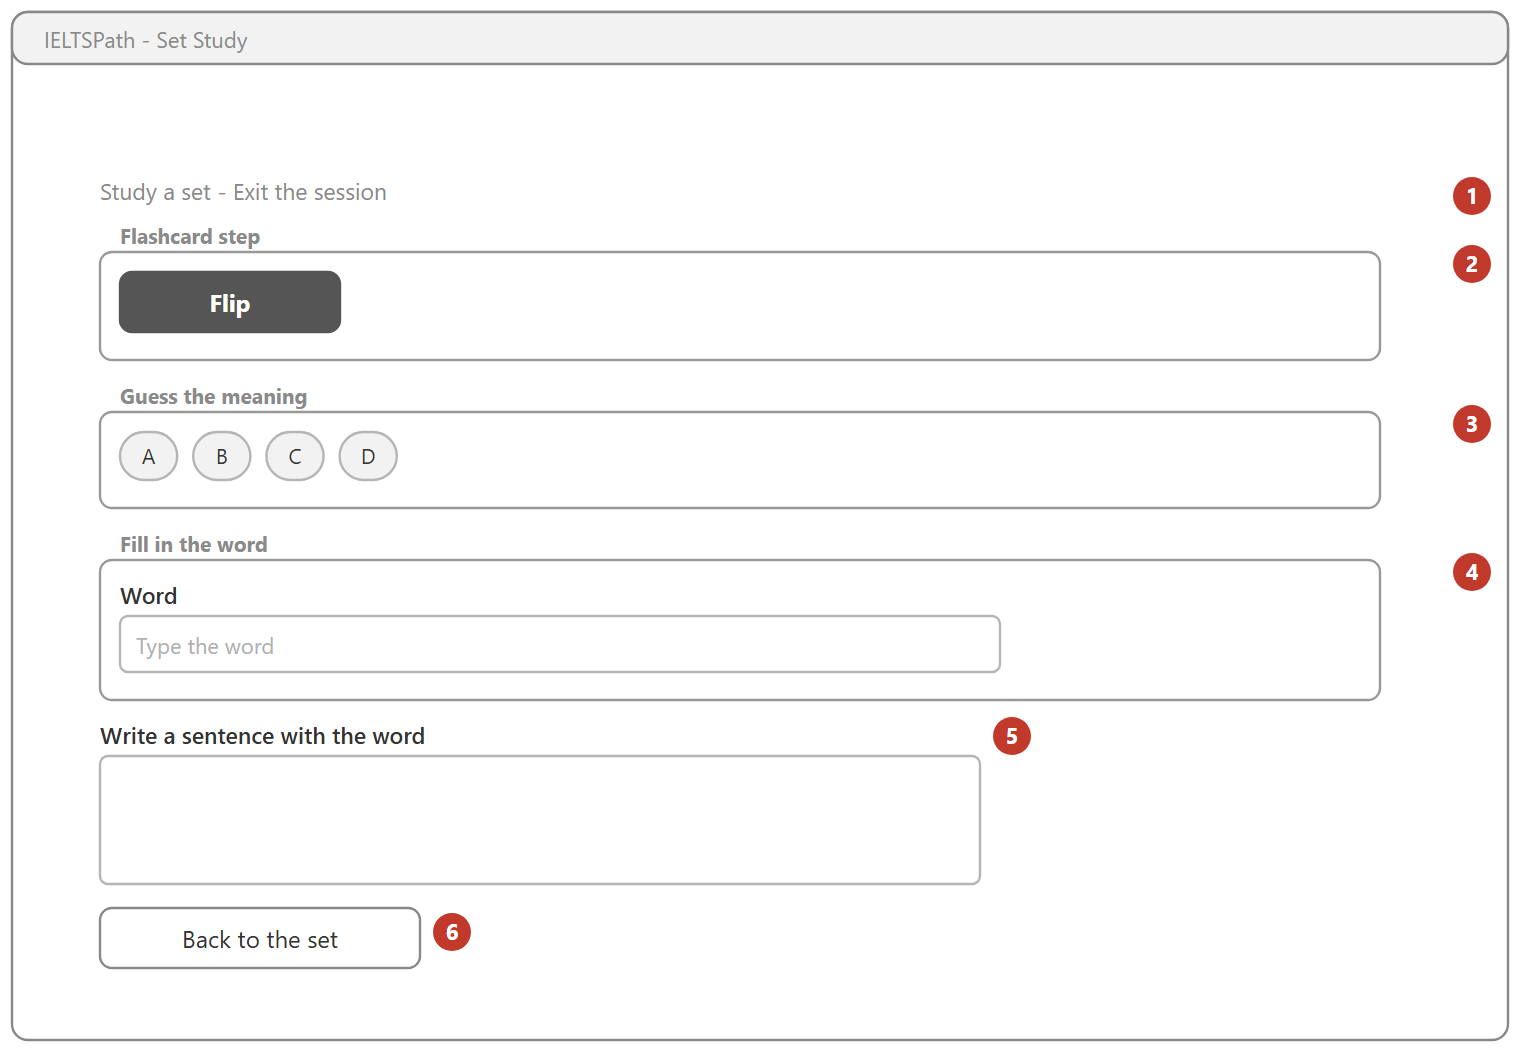 IELTSPath - Set Study
Study a set - Exit the session
1
Flashcard step
2
Flip
Guess the meaning
3
A B C D
Fill in the word
4
Word
Type the word
Write a sentence with the word
5
Back to the set
6